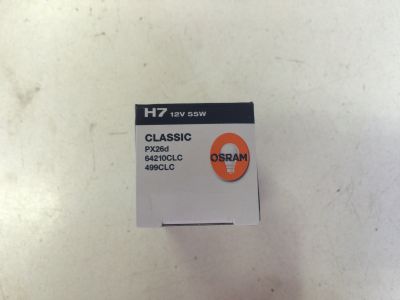 H7 12V 55W
CLASSIC
PX26d
64210CLC
499CLC
OSRAM